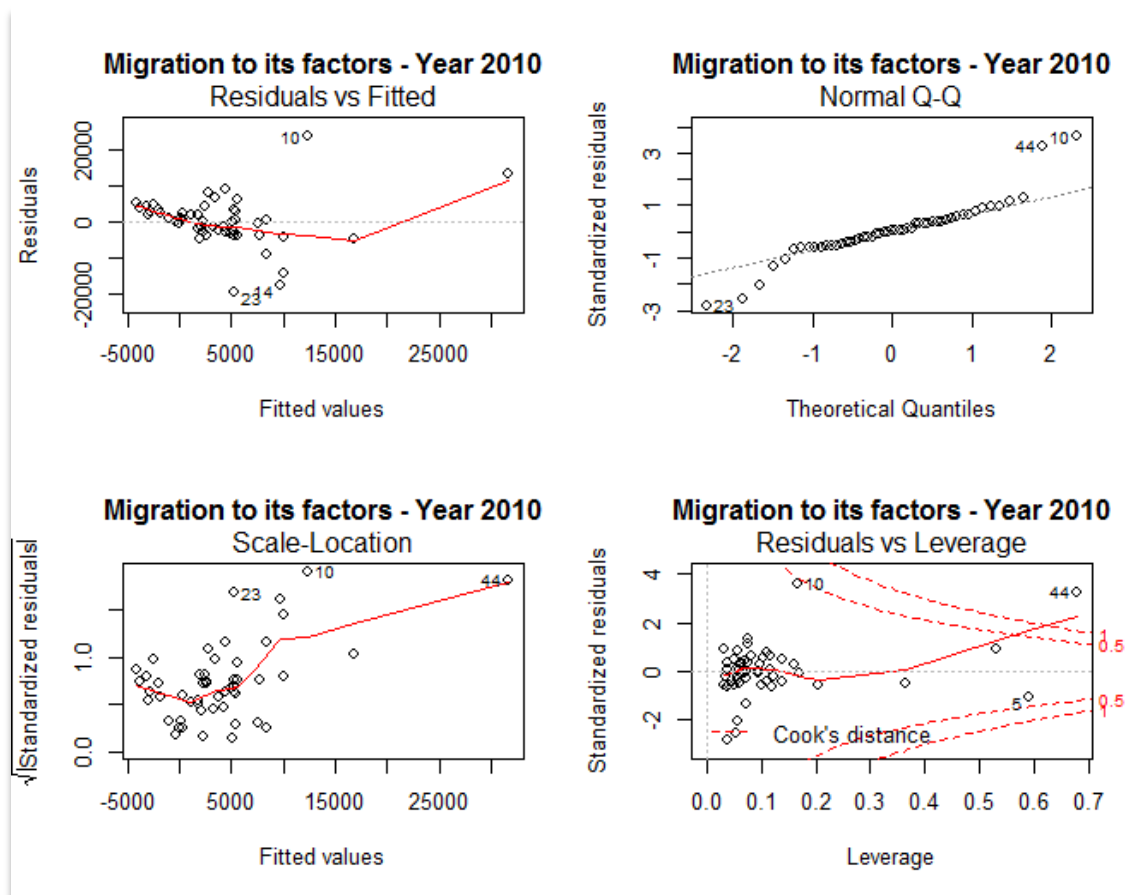 Migration to its factors - Year 2010
Residuals vs Fitted
Residuals
20000
0
-20000
10
23
14
-5000 5000 15000 25000
Fitted values
Migration to its factors - Year 2010
Normal Q-Q
Standardized residuals
3
1
-1
-3
44
10
23
-2 -1 0 1 2
Theoretical Quantiles
Migration to its factors - Year 2010
Scale-Location
√|Standardized residuals|
1.0
0.0
10
23
44
-5000 5000 15000 25000
Fitted values
Migration to its factors - Year 2010
Residuals vs Leverage
Standardized residuals
4
2
0
-2
10
44
5
1
0.5
0.5
1
Cook's distance
0.0 0.1 0.2 0.3 0.4 0.5 0.6 0.7
Leverage